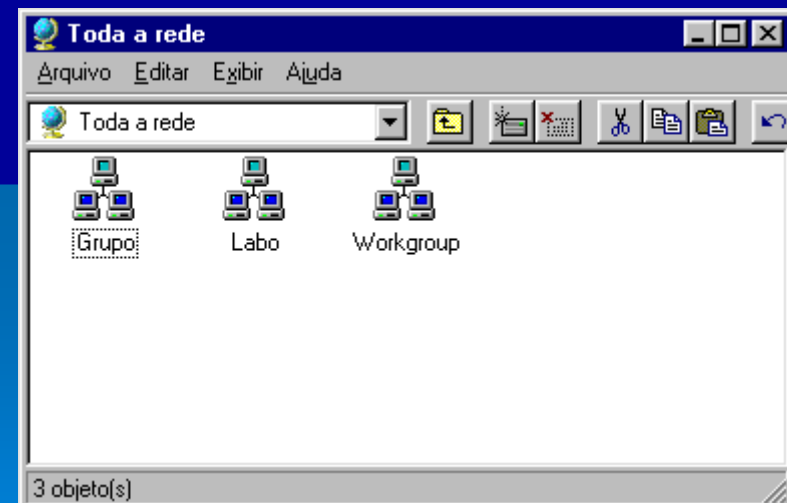 Toda a rede
Arquivo Editar Exibir Ajuda
Toda a rede
Grupo Labo Workgroup
3 objeto(s)